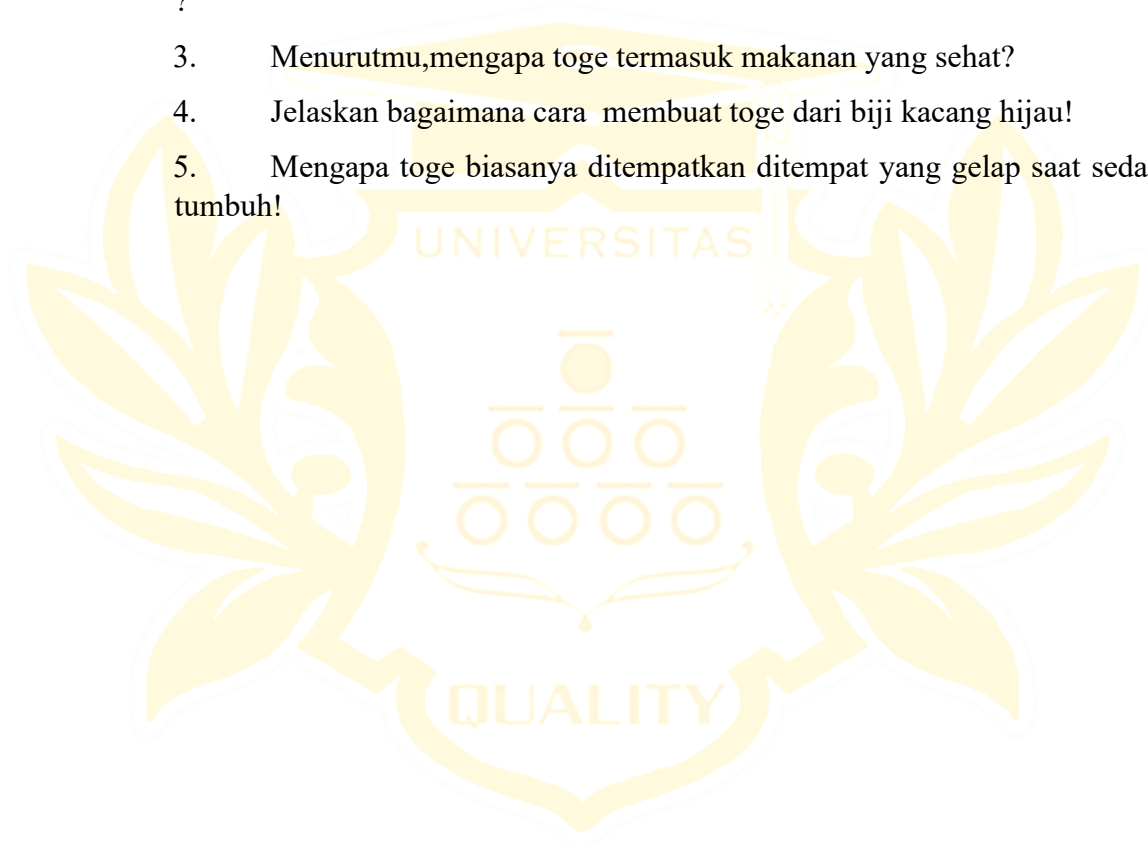 ?
3. Menurutmu,mengapa toge termasuk makanan yang sehat?
4. Jelaskan bagaimana cara  membuat toge dari biji kacang hijau!
5. Mengapa toge biasanya ditempatkan ditempat yang gelap saat seda
tumbuh!
UNIVERSITAS
QUALITY